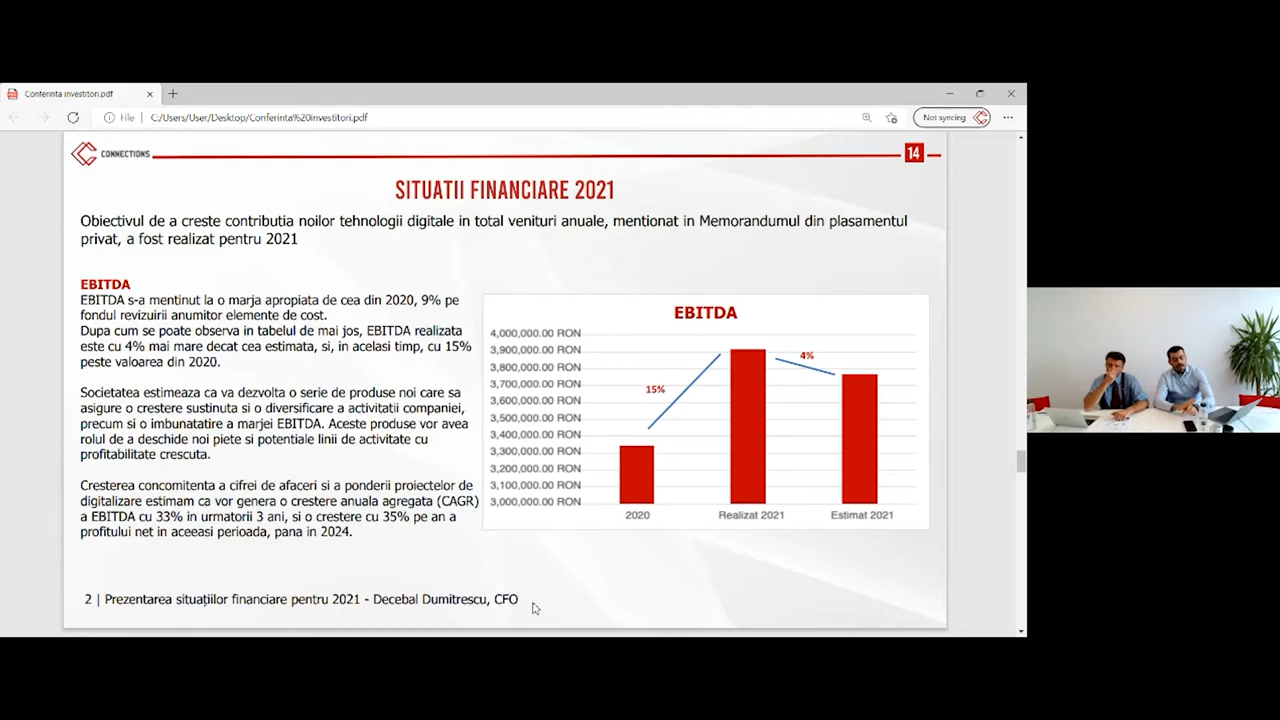 Conferinta investitori.pdf
File C:/Users/User/Desktop/Conferinta%20investitori.pdf
Not syncing
CONNECTIONS
14
SITUATII FINANCIARE 2021
Obiectivul de a creste contributia noilor tehnologii digitale in total venituri anuale, mentionat in Memorandumul din plasamentul
privat, a fost realizat pentru 2021
EBITDA
EBITDA s-a mentinut la o marja apropiata de cea din 2020, 9% pe
fondul revizuirii anumitor elemente de cost.
Dupa cum se poate observa in tabelul de mai jos, EBITDA realizata
este cu 4% mai mare decat cea estimata, si, in acelasi timp, cu 15%
peste valoarea din 2020.
Societatea estimeaza ca va dezvolta o serie de produse noi care sa
asigure o crestere sustinuta si o diversificare a activitatii companiei,
precum si o imbunatatire a marjei EBITDA. Aceste produse vor avea
rolul de a deschide noi piete si potentiale linii de activitate cu
profitabilitate crescuta.
Cresterea concomitenta a cifrei de afaceri si a ponderii proiectelor de
digitalizare estimam ca vor genera o crestere anuala agregata (CAGR)
a EBITDA cu 33% in urmatorii 3 ani, si o crestere cu 35% pe an a
profitului net in aceeasi perioada, pana in 2024.
EBITDA
4,000,000.00 RON
3,900,000.00 RON
3,800,000.00 RON
3,700,000.00 RON
3,600,000.00 RON
3,500,000.00 RON
3,400,000.00 RON
3,300,000.00 RON
3,200,000.00 RON
3,100,000.00 RON
3,000,000.00 RON
15%
4%
2020
Realizat 2021
Estimat 2021
2 | Prezentarea situațiilor financiare pentru 2021 - Decebal Dumitrescu, CFO